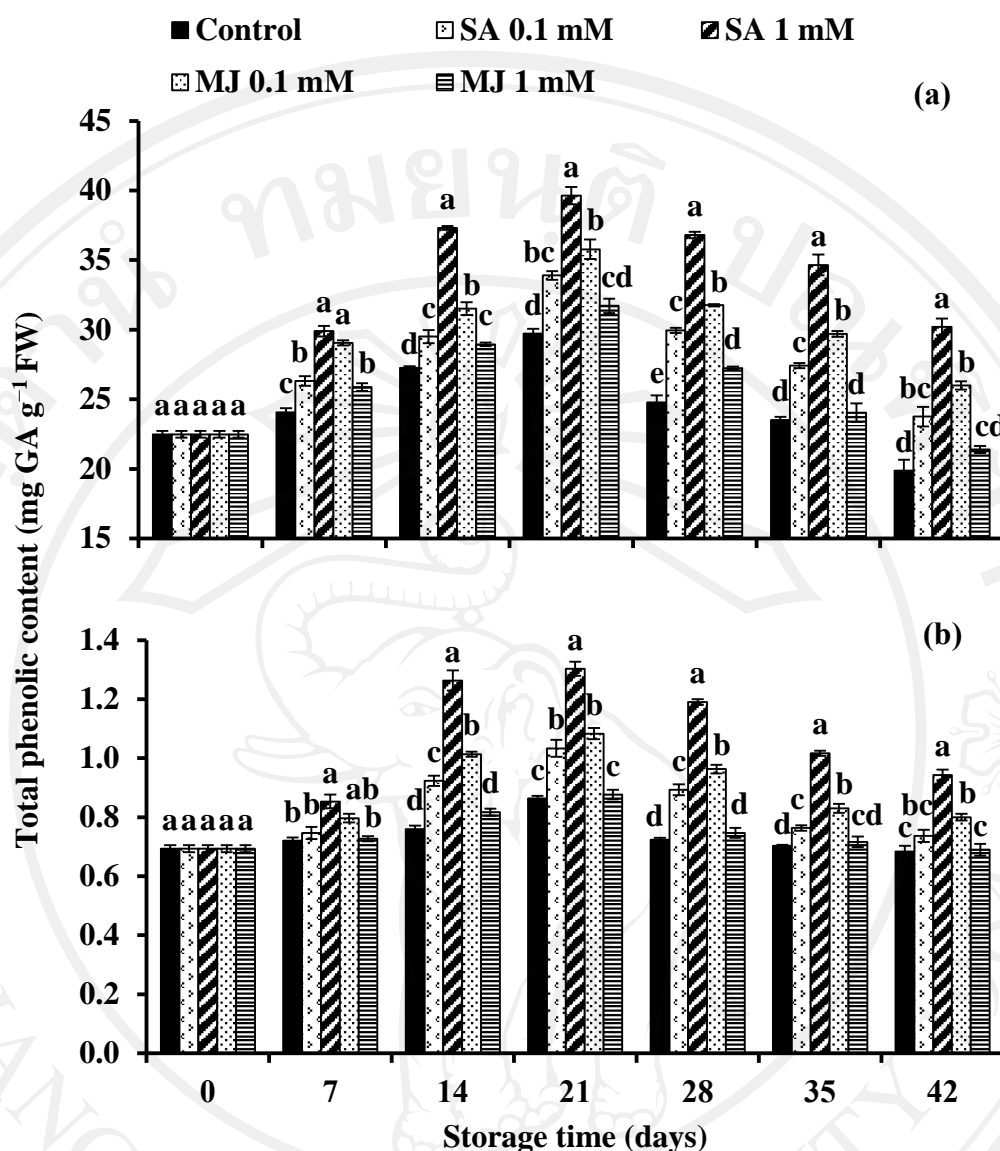 Control SA 0.1 mM SA 1 mM
MJ 0.1 mM MJ 1 mM
(a)
Total phenolic content (mg GA g⁻¹ FW)
45
40
35
30
25
20
15
a a a a a
c b a a b
d c a b c
d bc a b cd
e c a b d
d c a b d
d bc a b cd
(b)
1.4
1.2
1.0
0.8
0.6
0.4
0.2
0.0
a a a a a
b b a ab b
d c a b d
c b a b c
d c a b d
d c a b cd
c bc a b c
0 7 14 21 28 35 42
Storage time (days)